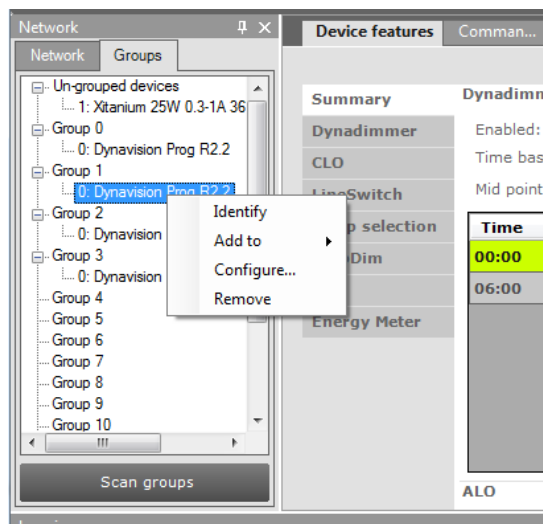 Network
Network
Groups
Un-grouped devices
1: Xitanium 25W 0.3-1A 36
Group 0
0: Dynavision Prog R2.2
Group 1
0: Dynavision Prog R2.2
Group 2
0: Dynavision
Group 3
0: Dynavision
Group 4
Group 5
Group 6
Group 7
Group 8
Group 9
Group 10
Scan groups
Identify
Add to
Configure...
Remove
Device features
Comman...
Summary
Dynadimmer
CLO
LineSwitch
p selection
Dim
Energy Meter
Dynadimm
Enabled:
Time bas
Mid point
Time
00:00
06:00
ALO